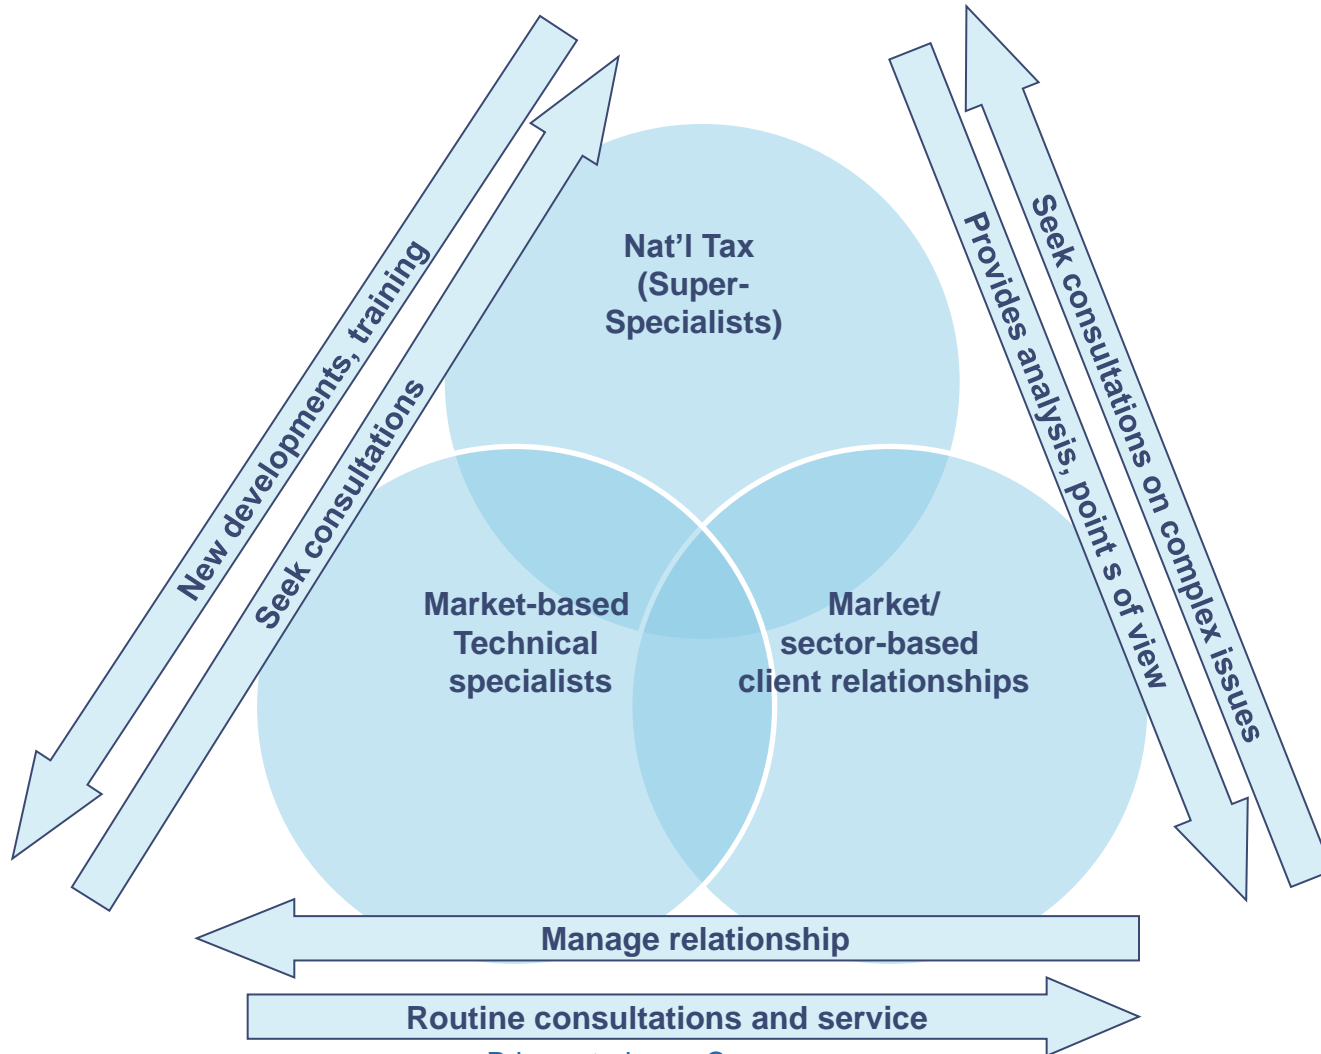 Nat’l Tax
(Super-
Specialists)
New developments, training
Seek consultations
Provides analysis, point s of view
Seek consultations on complex issues
Market-based
Technical
specialists
Market/
sector-based
client relationships
Manage relationship
Routine consultations and service